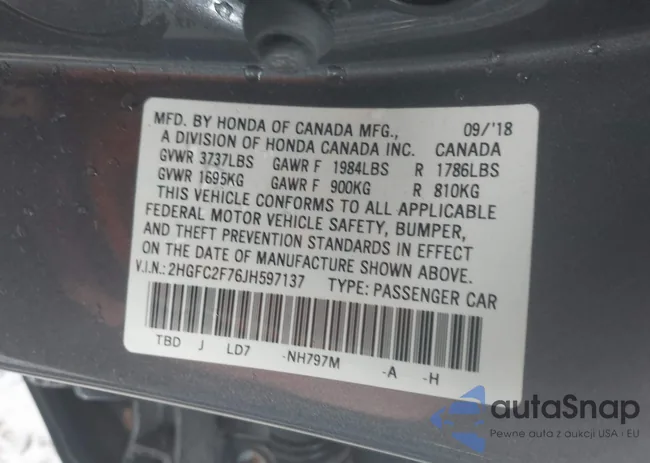 MFD. BY HONDA OF CANADA MFG., 09/'18
A DIVISION OF HONDA CANADA INC. CANADA
GVWR 3737LBS GAWR F 1984LBS R 1786LBS
GVWR 1695KG GAWR F 900KG R 810KG
THIS VEHICLE CONFORMS TO ALL APPLICABLE
FEDERAL MOTOR VEHICLE SAFETY, BUMPER,
AND THEFT PREVENTION STANDARDS IN EFFECT
ON THE DATE OF MANUFACTURE SHOWN ABOVE.
V.I.N.: 2HGFC2F76JH597137 TYPE: PASSENGER CAR
TBD J LD7 -NH797M -A -H
autaSnap
Pewne auta z aukcji USA i EU